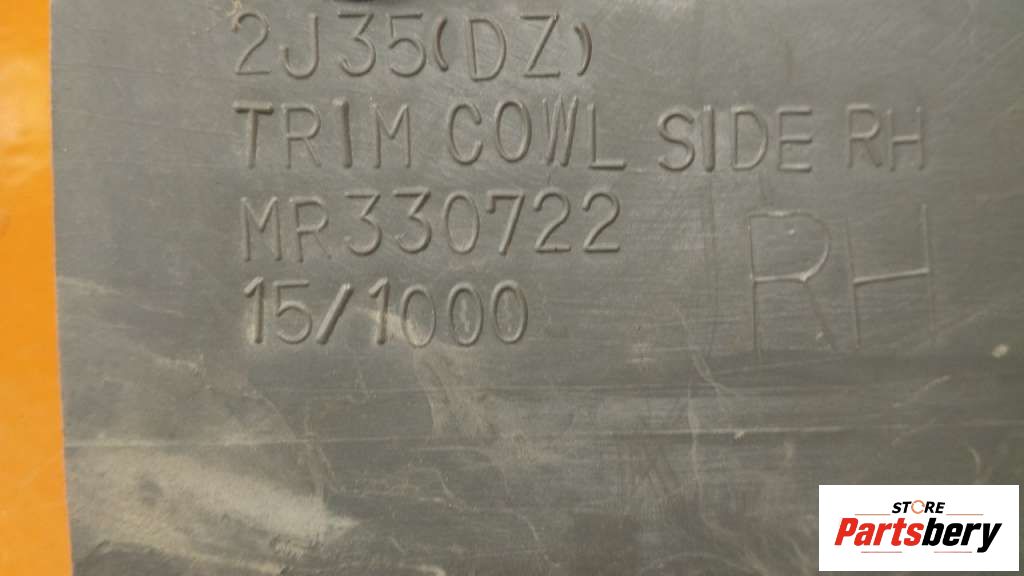 2J35(DZ)
TRIM COWL SIDE RH
MR330722
15/1000
RH
STORE
Partsbery